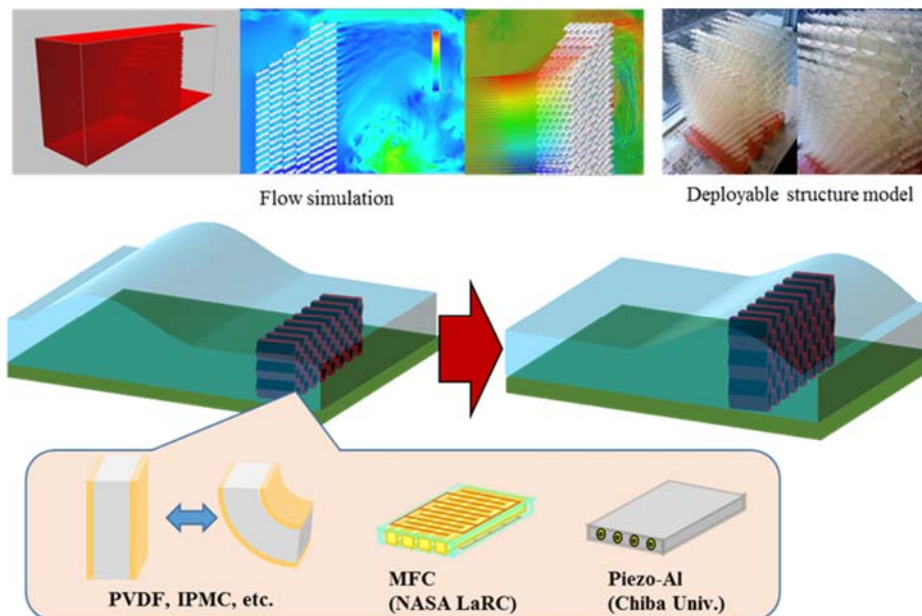 Flow simulation
Deployable structure model
PVDF, IPMC, etc.
MFC
(NASA LaRC)
Piezo-Al
(Chiba Univ.)